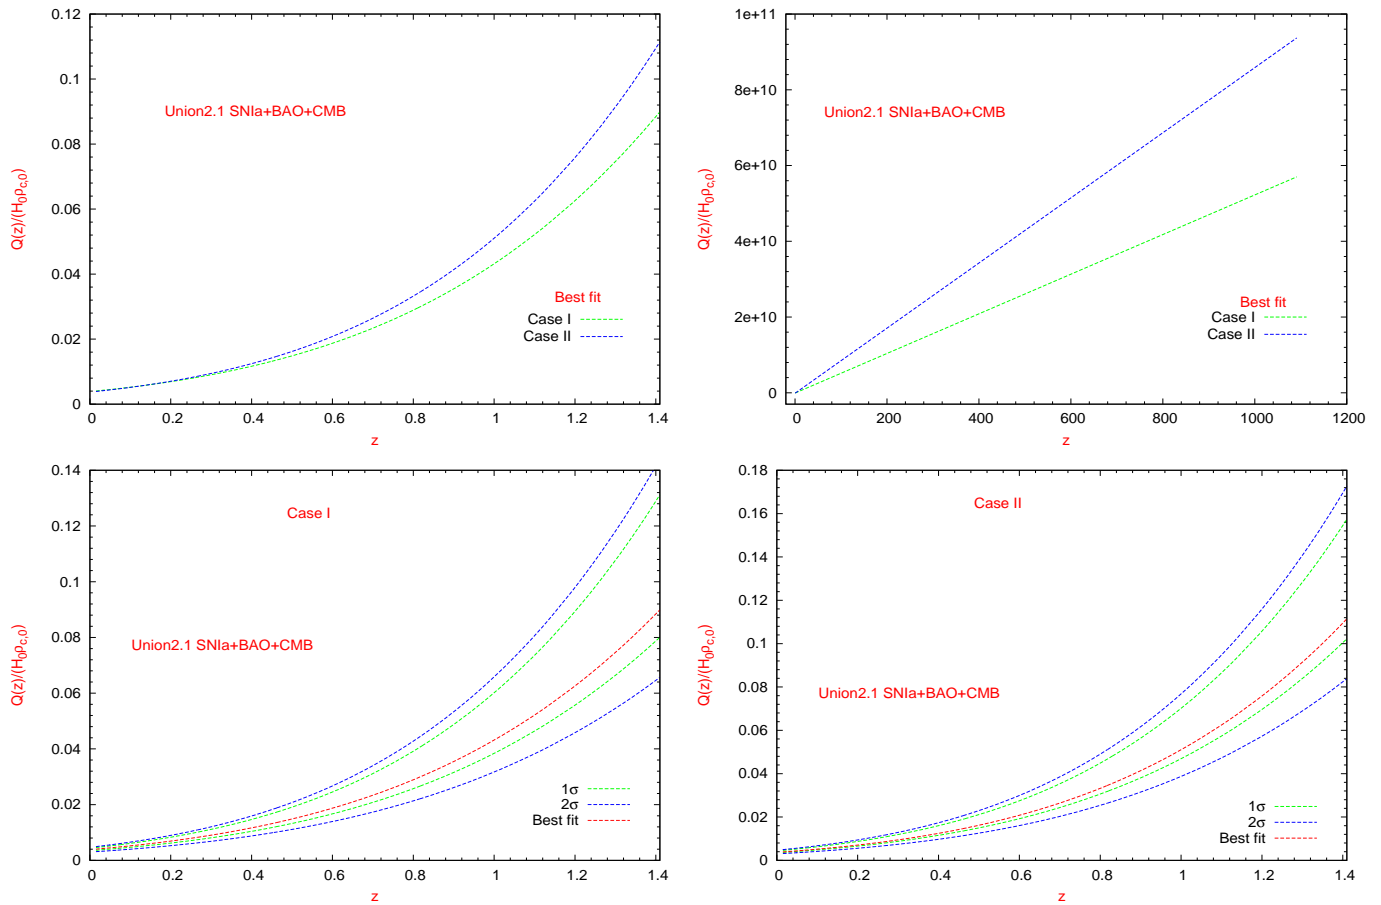 0.12
0.1
0.08
0.06
0.04
0.02
0
Q(z)/(H₀ρc,0)
Union2.1 SNIa+BAO+CMB
Best fit
Case I
Case II
0 0.2 0.4 0.6 0.8 1 1.2 1.4
z
1e+11
8e+10
6e+10
4e+10
2e+10
0
Q(z)/(H₀ρc,0)
Union2.1 SNIa+BAO+CMB
Best fit
Case I
Case II
0 200 400 600 800 1000 1200
z
0.14
0.12
0.1
0.08
0.06
0.04
0.02
0
Q(z)/(H₀ρc,0)
Case I
Union2.1 SNIa+BAO+CMB
1σ
2σ
Best fit
0 0.2 0.4 0.6 0.8 1 1.2 1.4
z
0.18
0.16
0.14
0.12
0.1
0.08
0.06
0.04
0.02
0
Q(z)/(H₀ρc,0)
Case II
Union2.1 SNIa+BAO+CMB
1σ
2σ
Best fit
0 0.2 0.4 0.6 0.8 1 1.2 1.4
z